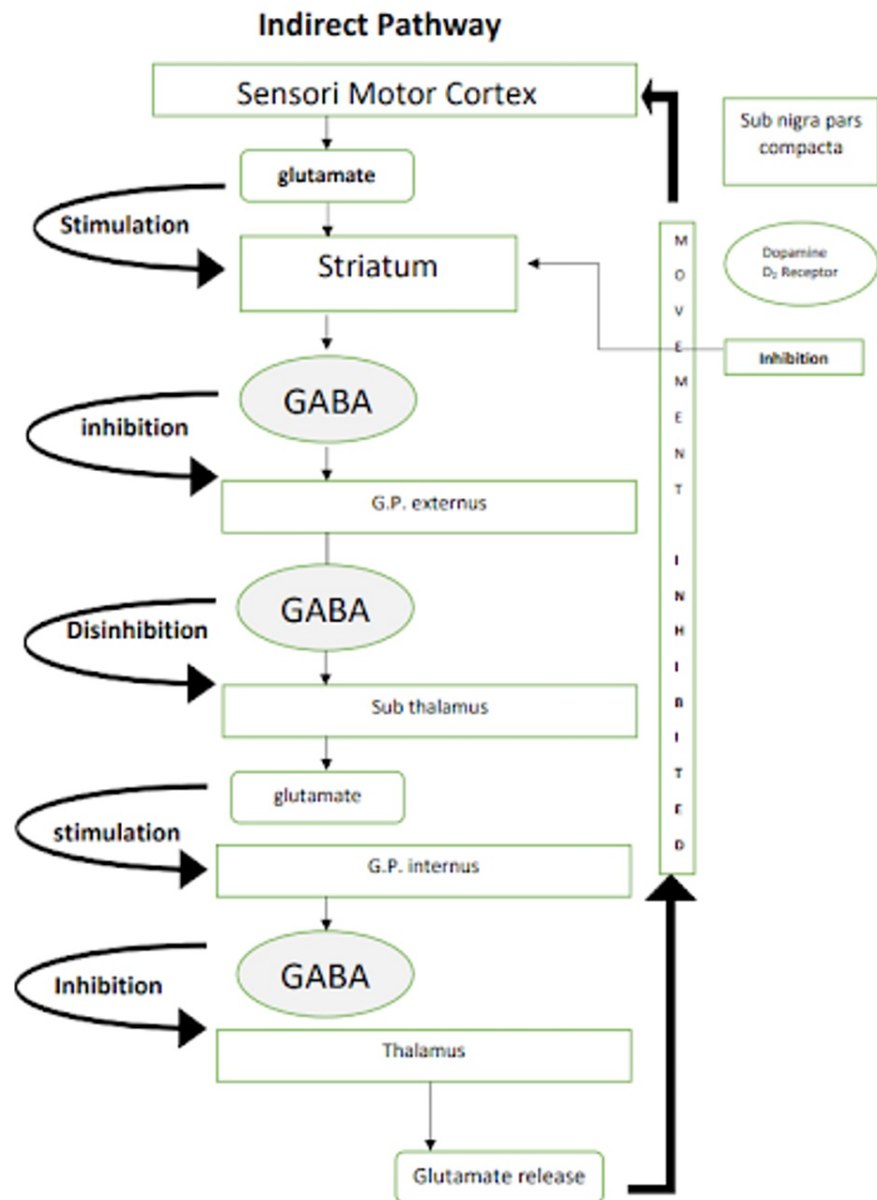 Indirect Pathway
Sensori Motor Cortex
glutamate
Stimulation
Striatum
GABA
inhibition
G.P. externus
GABA
Disinhibition
Sub thalamus
glutamate
stimulation
G.P. internus
GABA
Inhibition
Thalamus
Glutamate release
MOVEMENT INHIBITED
Sub nigra pars
compacta
Dopamine
D₂ Receptor
Inhibition